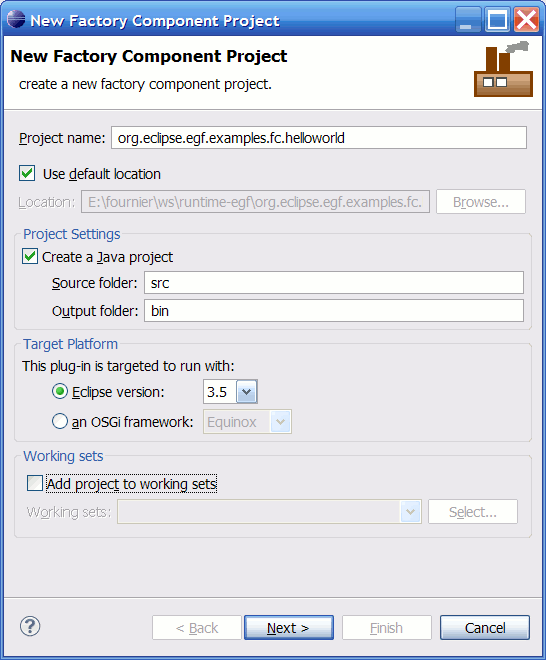 New Factory Component Project
New Factory Component Project
create a new factory component project.
Project name: org.eclipse.egf.examples.fc.helloworld
Use default location
Location: E:\fournier\ws\runtime-egf\org.eclipse.egf.examples.fc. Browse...
Project Settings
Create a Java project
Source folder: src
Output folder: bin
Target Platform
This plug-in is targeted to run with:
Eclipse version: 3.5
an OSGi framework: Equinox
Working sets
Add project to working sets
Working sets: Select...
? < Back Next > Finish Cancel